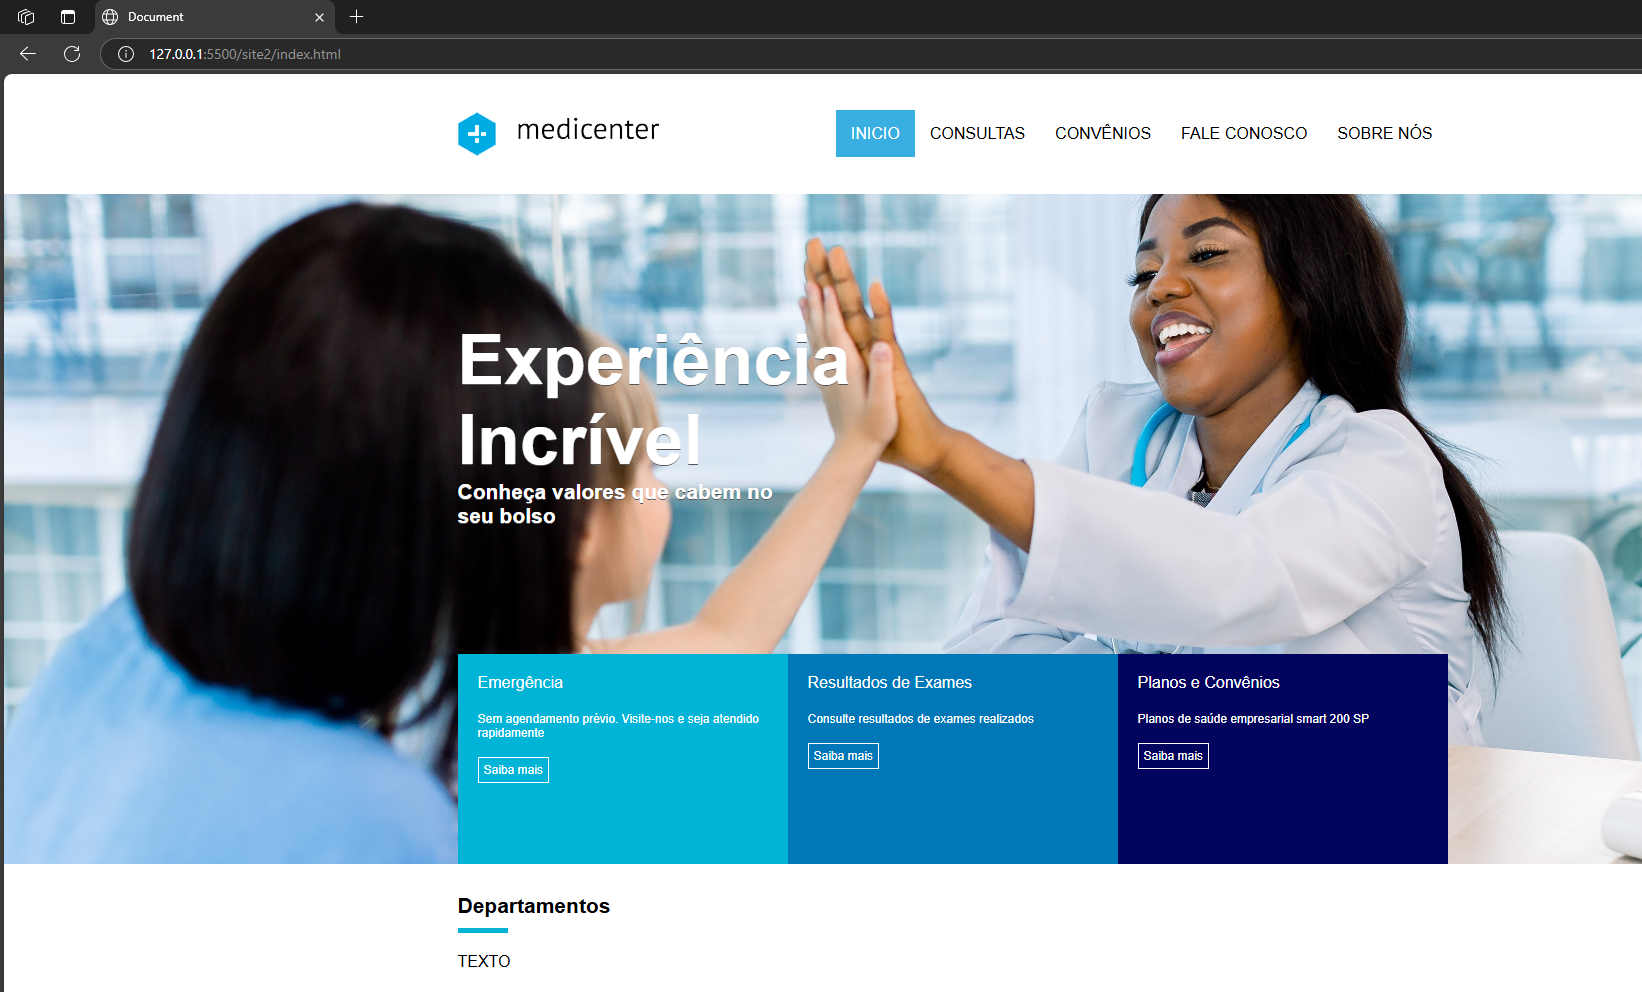 Document
127.0.0.1:5500/site2/index.html
medicenter
INICIO CONSULTAS CONVÊNIOS FALE CONOSCO SOBRE NÓS
Experiência
Incrível
Conheça valores que cabem no
seu bolso
Emergência
Sem agendamento prévio. Visite-nos e seja atendido
rapidamente
Saiba mais
Resultados de Exames
Consulte resultados de exames realizados
Saiba mais
Planos e Convênios
Planos de saúde empresarial smart 200 SP
Saiba mais
Departamentos
TEXTO